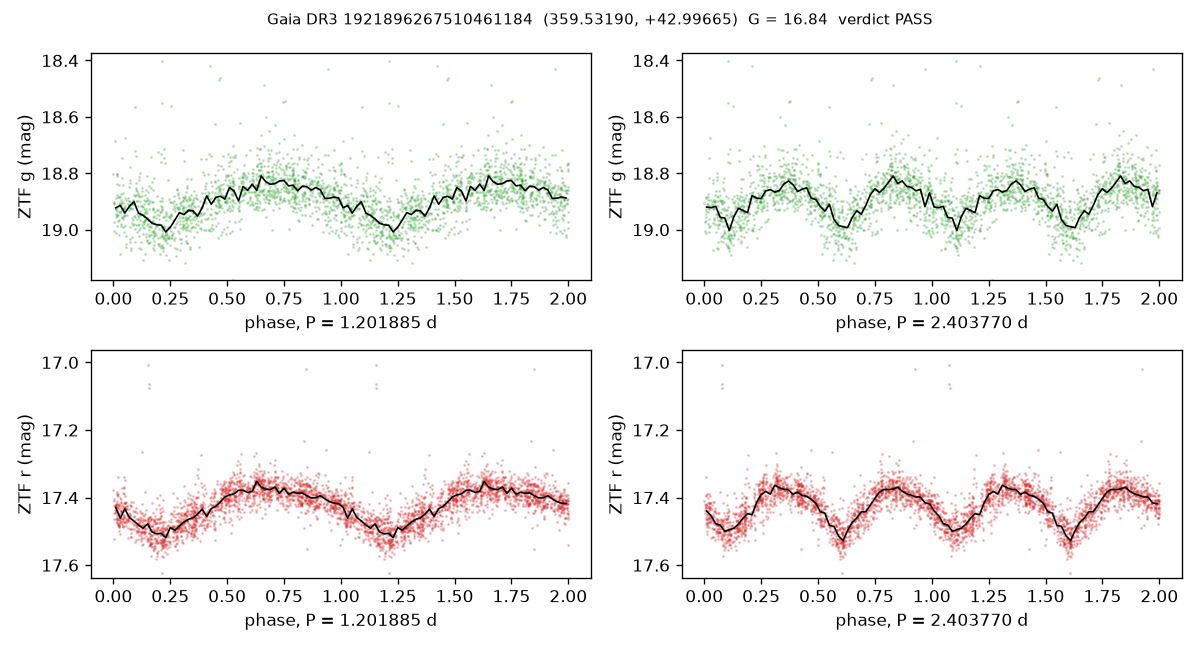 Gaia DR3 1921896267510461184 (359.53190, +42.99665) G = 16.84 verdict PASS
18.4
18.6
18.8
19.0
ZTF g (mag)
0.00 0.25 0.50 0.75 1.00 1.25 1.50 1.75 2.00
phase, P = 1.201885 d
18.4
18.6
18.8
19.0
ZTF g (mag)
0.00 0.25 0.50 0.75 1.00 1.25 1.50 1.75 2.00
phase, P = 2.403770 d
17.0
17.2
17.4
17.6
ZTF r (mag)
0.00 0.25 0.50 0.75 1.00 1.25 1.50 1.75 2.00
phase, P = 1.201885 d
17.0
17.2
17.4
17.6
ZTF r (mag)
0.00 0.25 0.50 0.75 1.00 1.25 1.50 1.75 2.00
phase, P = 2.403770 d